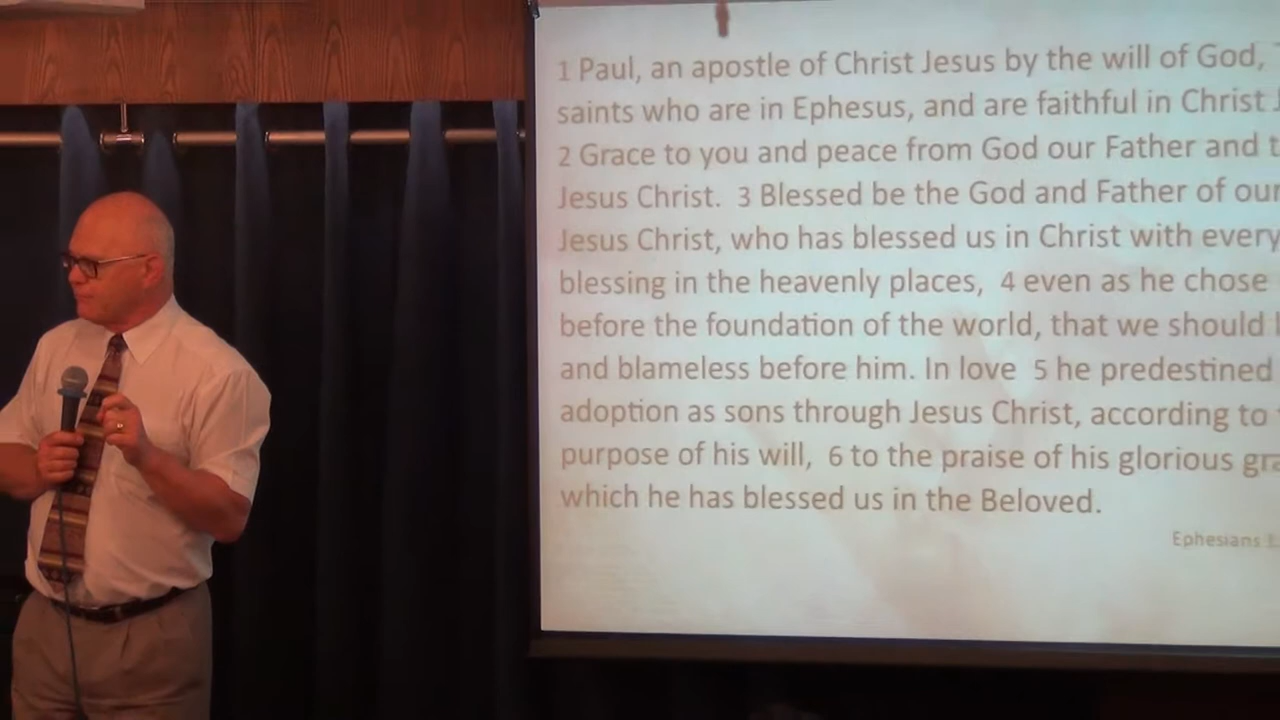 1 Paul, an apostle of Christ Jesus by the will of God,
saints who are in Ephesus, and are faithful in Christ
2 Grace to you and peace from God our Father and
Jesus Christ. 3 Blessed be the God and Father of our
Jesus Christ, who has blessed us in Christ with every
blessing in the heavenly places, 4 even as he chose
before the foundation of the world, that we should
and blameless before him. In love 5 he predestined
adoption as sons through Jesus Christ, according to
purpose of his will, 6 to the praise of his glorious
which he has blessed us in the Beloved.
Ephesians